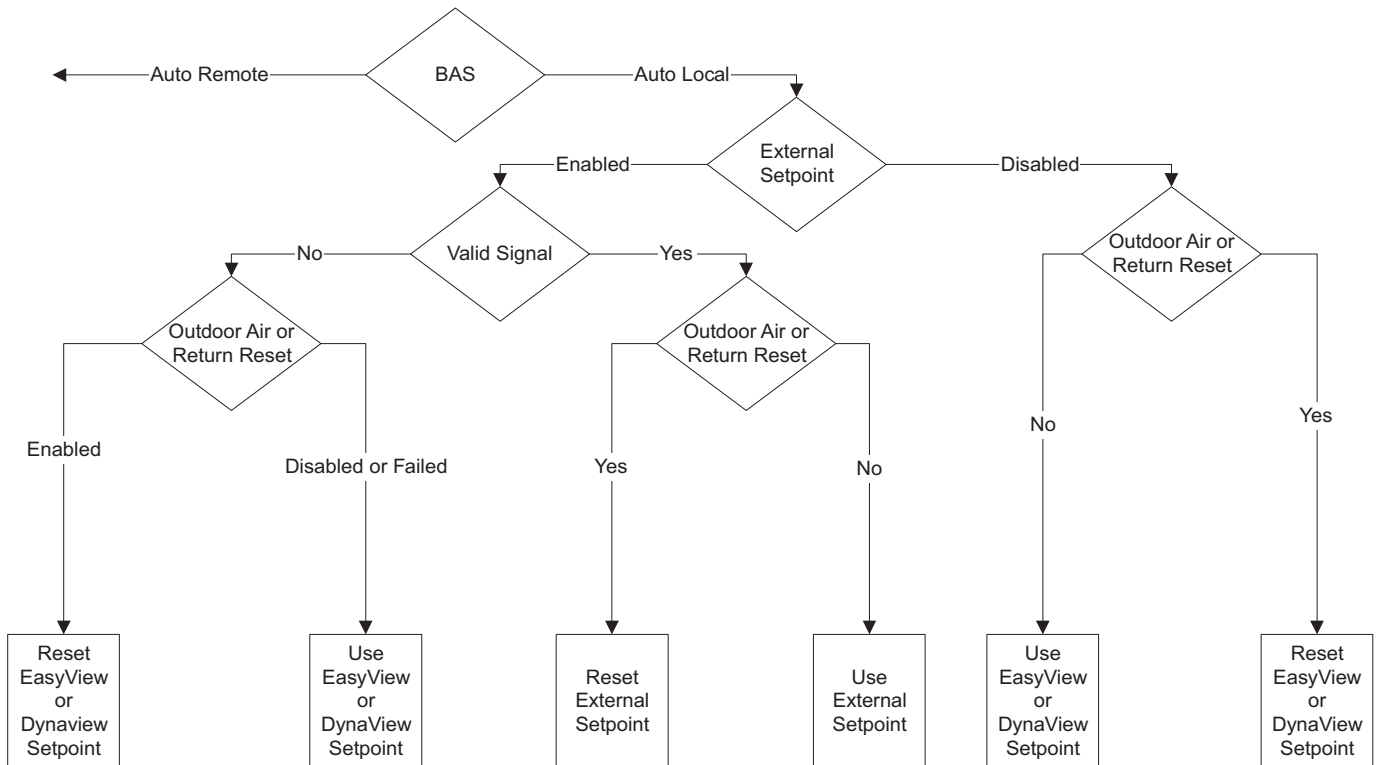 Auto Remote
BAS
Auto Local
External
Setpoint
Enabled
Disabled
Valid Signal
No
Yes
Outdoor Air or
Return Reset
Outdoor Air or
Return Reset
Outdoor Air or
Return Reset
Enabled
Disabled or Failed
Yes
No
No
Yes
Reset
EasyView
or
Dynaview
Setpoint
Use
EasyView
or
DynaView
Setpoint
Reset
External
Setpoint
Use
External
Setpoint
Use
EasyView
or
DynaView
Setpoint
Reset
EasyView
or
DynaView
Setpoint